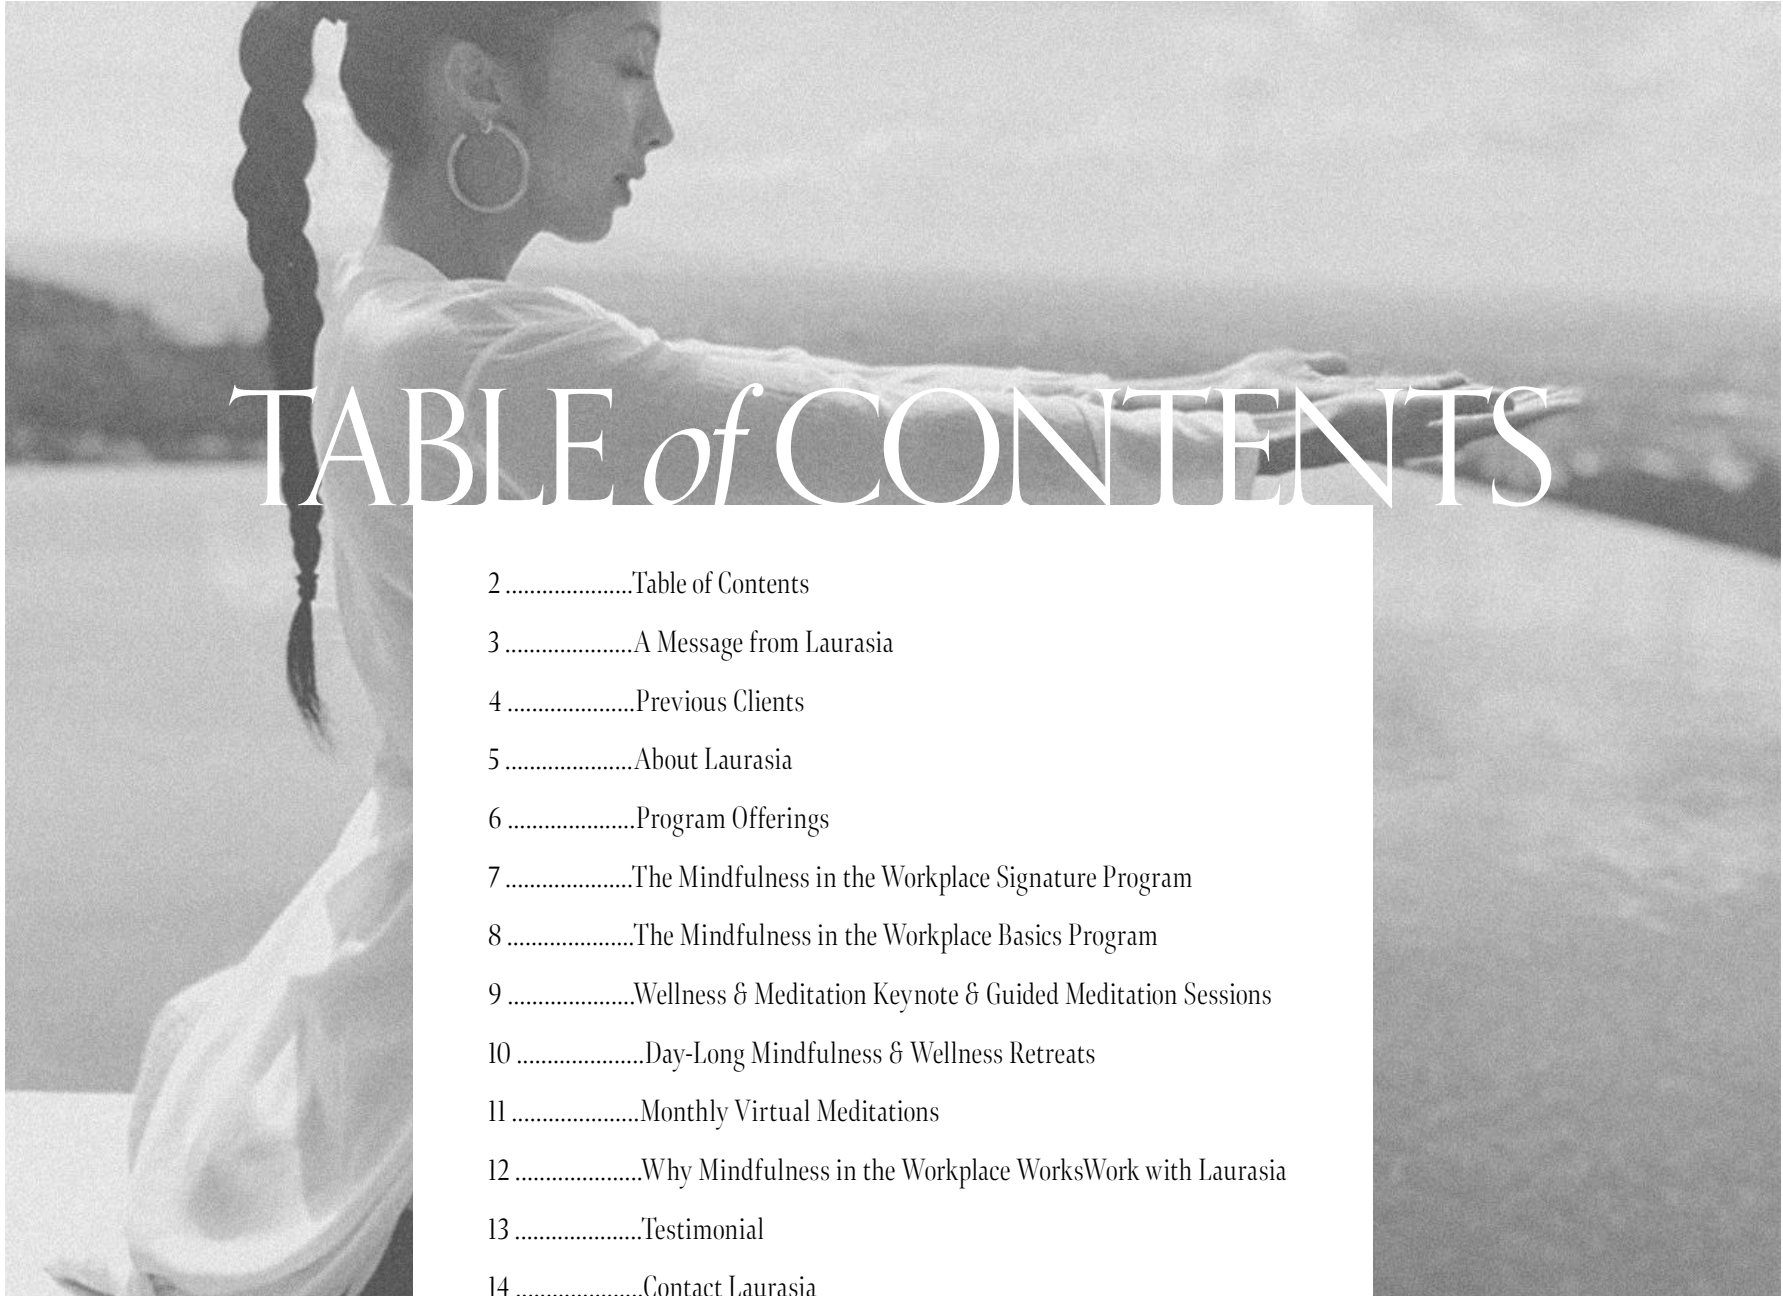 TABLE of CONTENTS
2 .....................Table of Contents
3 .....................A Message from Laurasia
4 .....................Previous Clients
5 .....................About Laurasia
6 .....................Program Offerings
7 .....................The Mindfulness in the Workplace Signature Program
8 .....................The Mindfulness in the Workplace Basics Program
9 .....................Wellness & Meditation Keynote & Guided Meditation Sessions
10 .....................Day-Long Mindfulness & Wellness Retreats
11 .....................Monthly Virtual Meditations
12 .....................Why Mindfulness in the Workplace WorksWork with Laurasia
13 .....................Testimonial
14 .....................Contact Laurasia